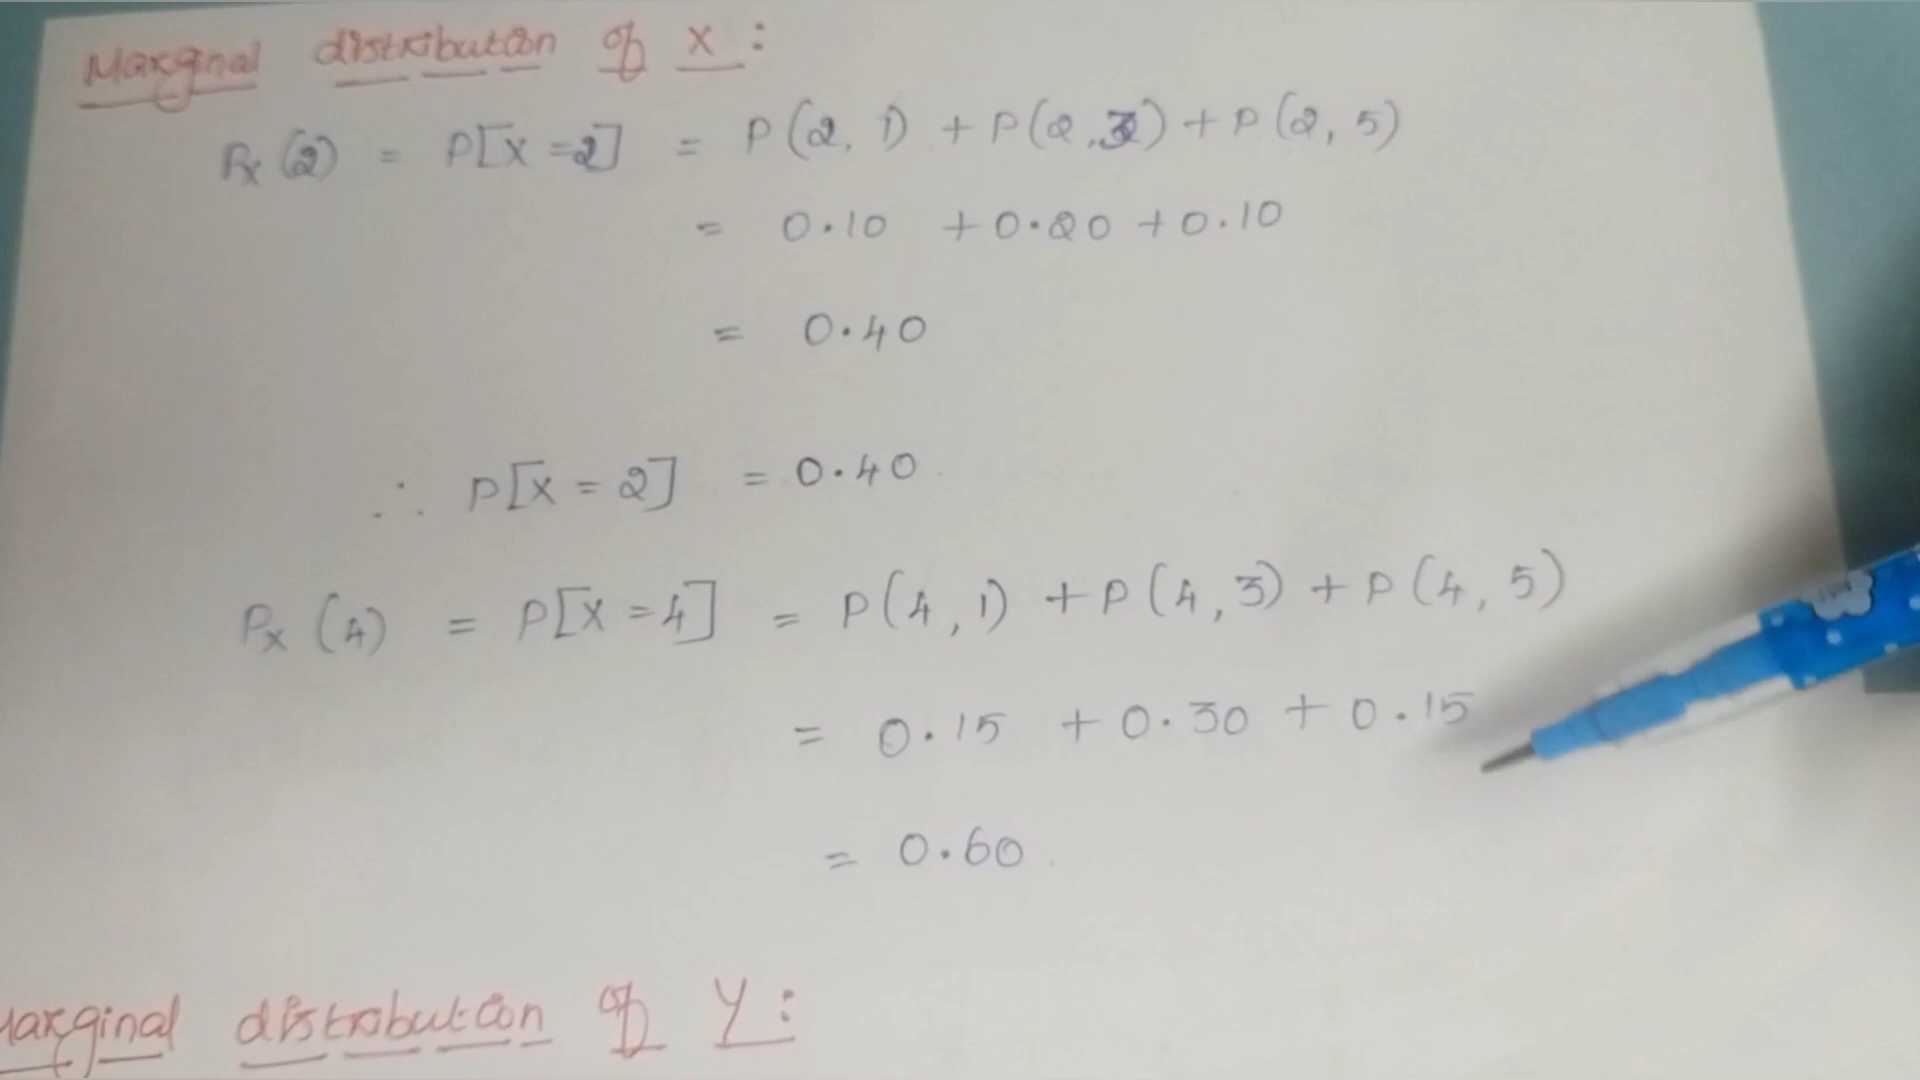 Marginal distribution of X:
Px (2) = P[X = 2] = P(2, 1) + P(2, 3) + P(2, 5)
= 0.10 + 0.20 + 0.10
= 0.40
∴ P[X = 2] = 0.40
Px (4) = P[X = 4] = P(4, 1) + P(4, 3) + P(4, 5)
= 0.15 + 0.30 + 0.15
= 0.60
Marginal distribution of Y: